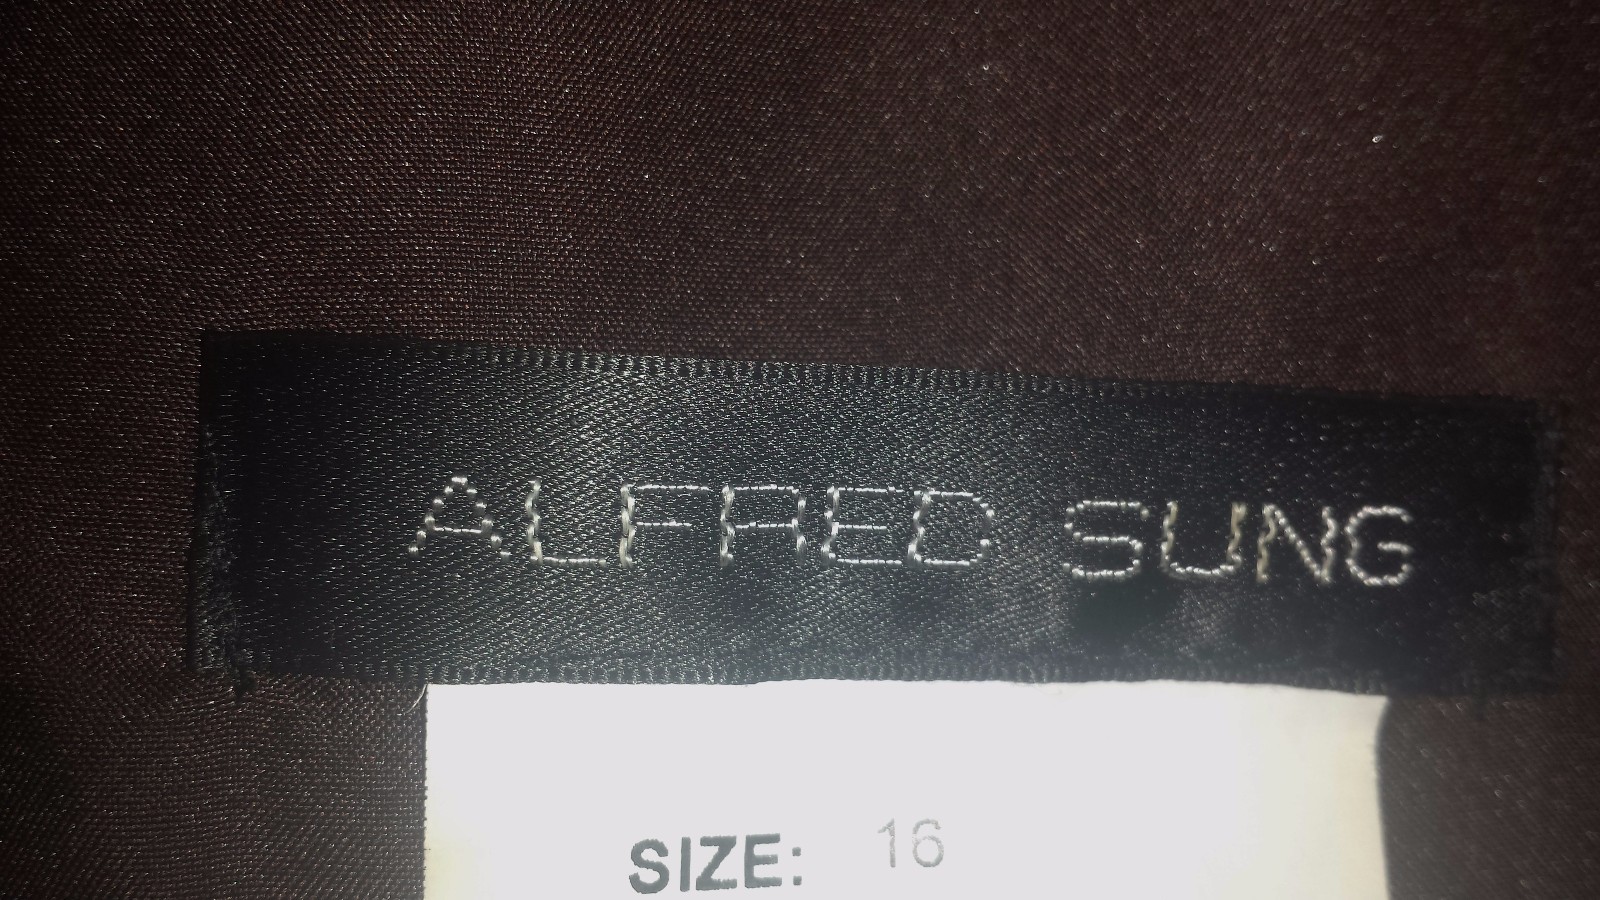 ALFRED SUNG
SIZE: 16